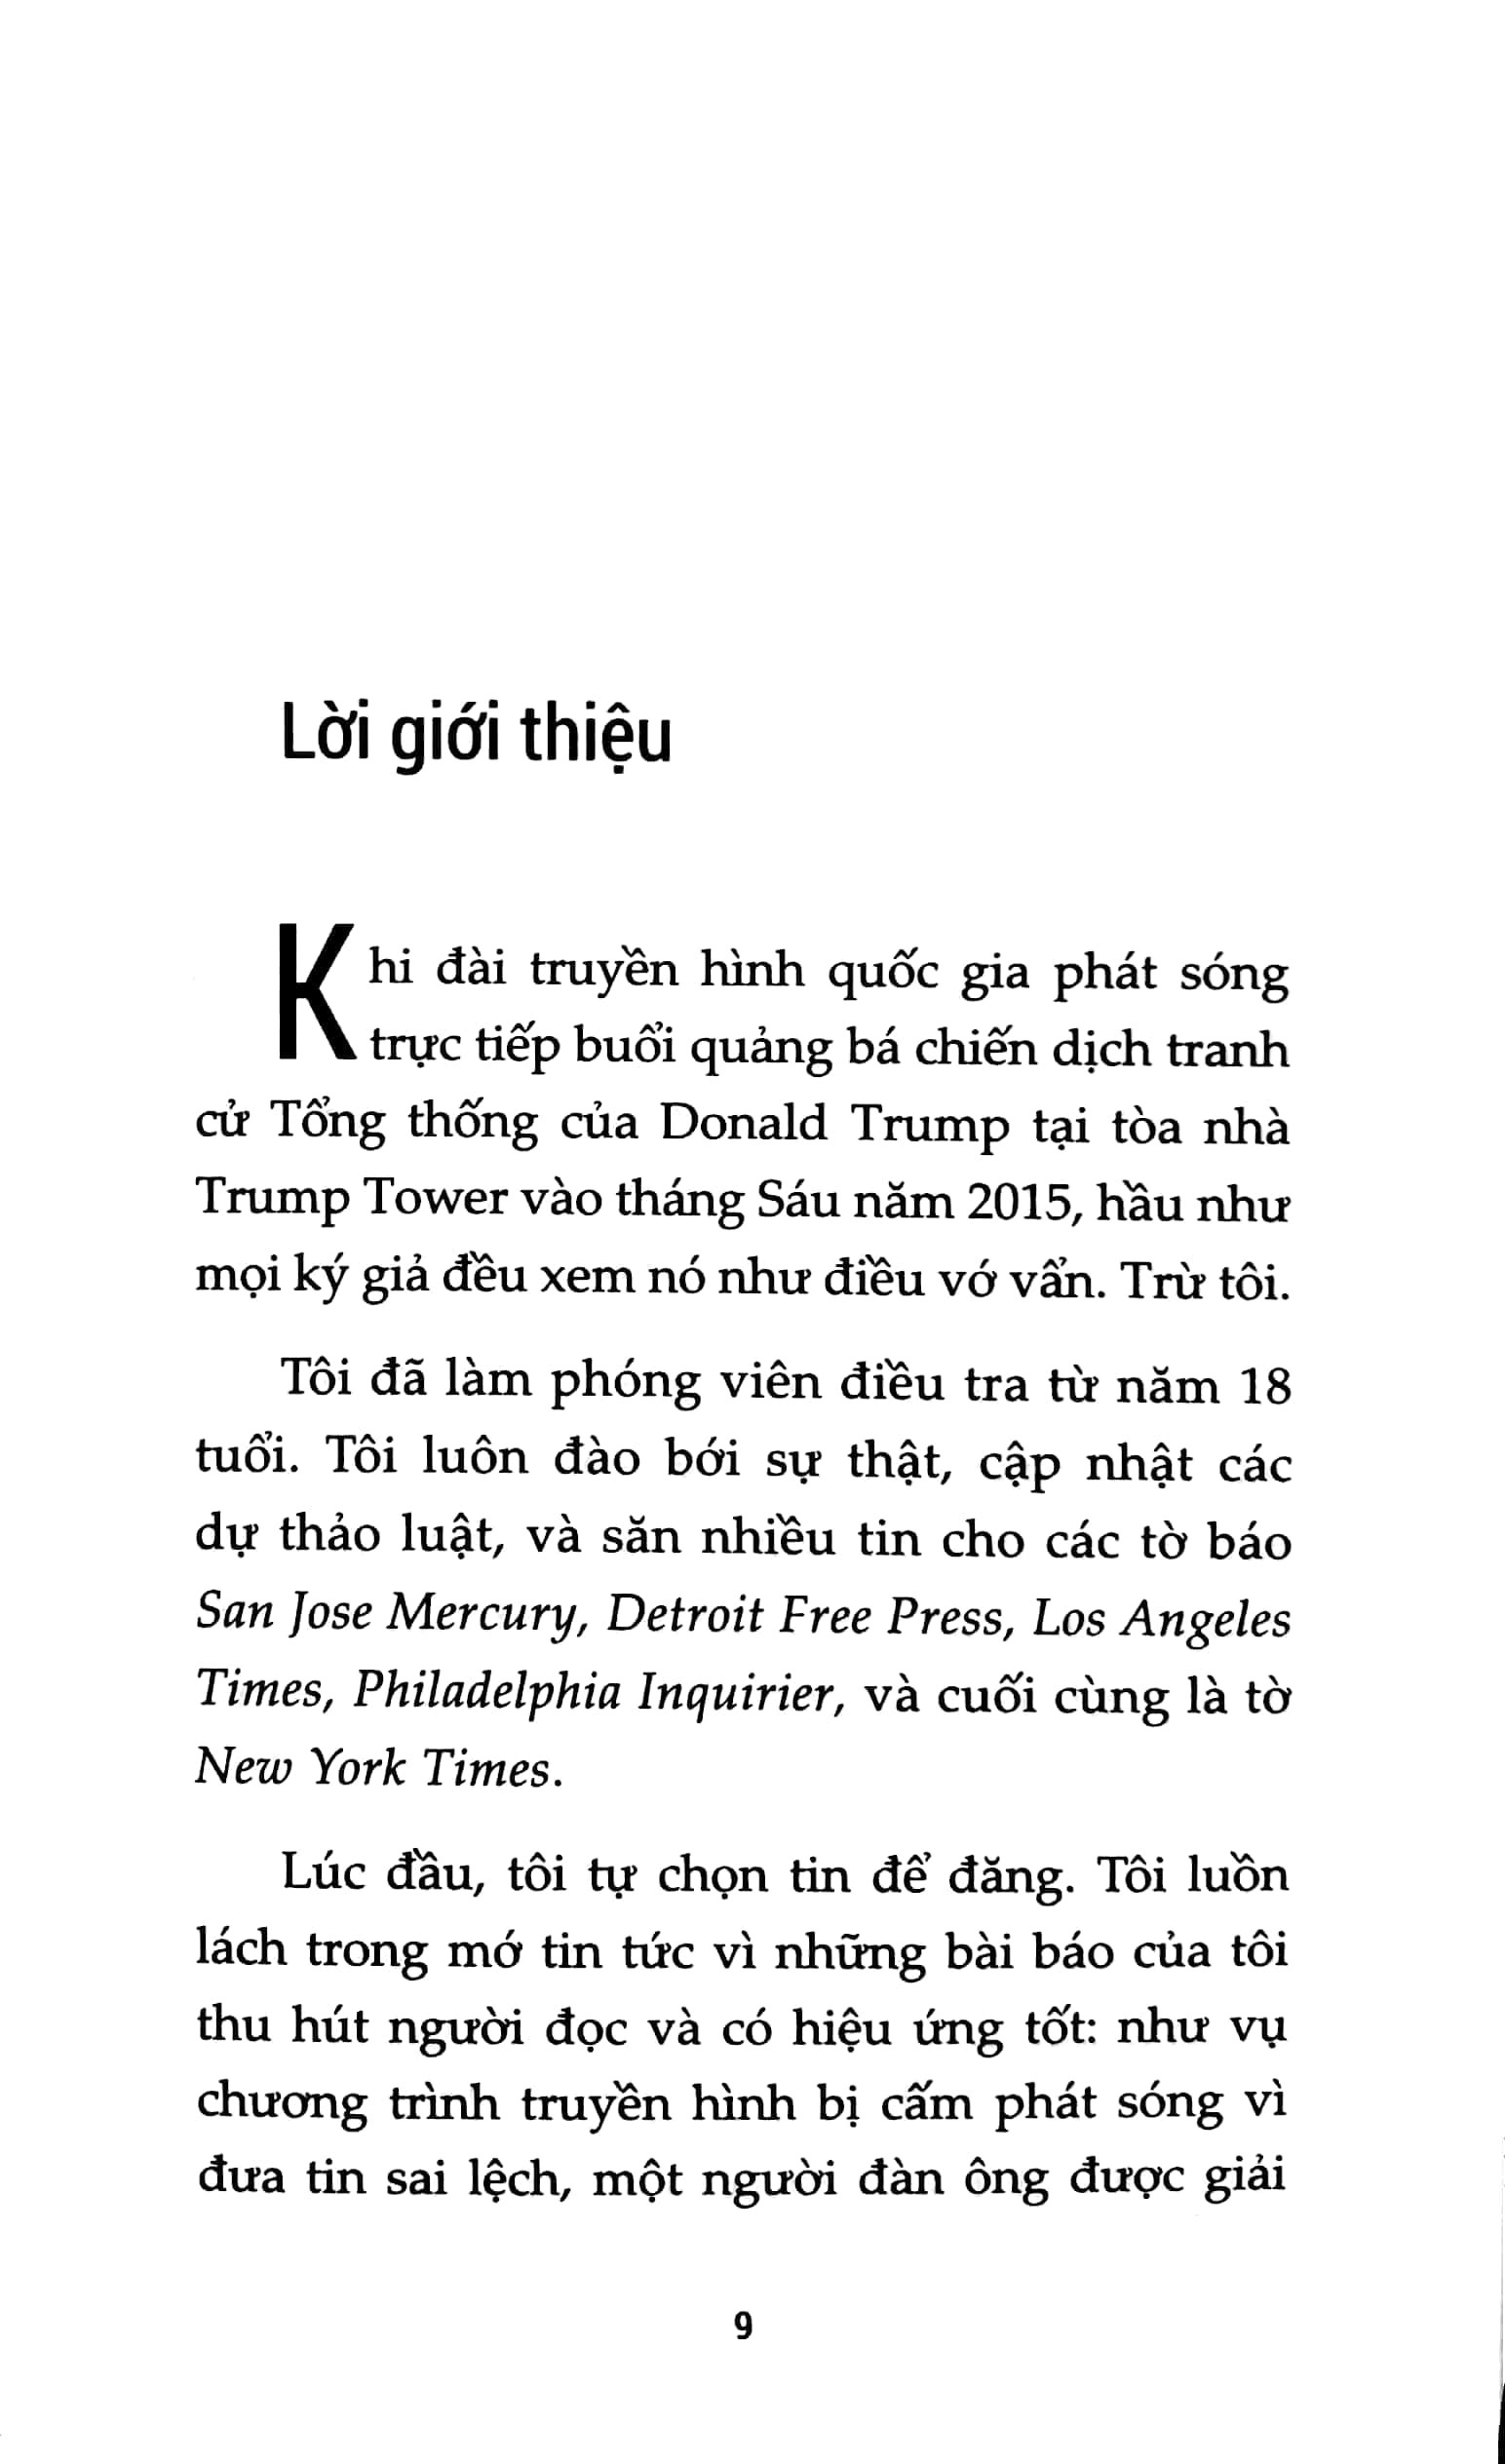 Lời giới thiệu
Khi đài truyền hình quốc gia phát sóng
trực tiếp buổi quảng bá chiến dịch tranh
cử Tổng thống của Donald Trump tại tòa nhà
Trump Tower vào tháng Sáu năm 2015, hầu như
mọi ký giả đều xem nó như điều vớ vẩn. Trừ tôi.
Tôi đã làm phóng viên điều tra từ năm 18
tuổi. Tôi luôn đào bới sự thật, cập nhật các
dự thảo luật, và săn nhiều tin cho các tờ báo
San Jose Mercury, Detroit Free Press, Los Angeles
Times, Philadelphia Inquirier, và cuối cùng là tờ
New York Times.
Lúc đầu, tôi tự chọn tin để đăng. Tôi luồn
lách trong mớ tin tức vì những bài báo của tôi
thu hút người đọc và có hiệu ứng tốt: như vụ
chương trình truyền hình bị cấm phát sóng vì
đưa tin sai lệch, một người đàn ông được giải
9